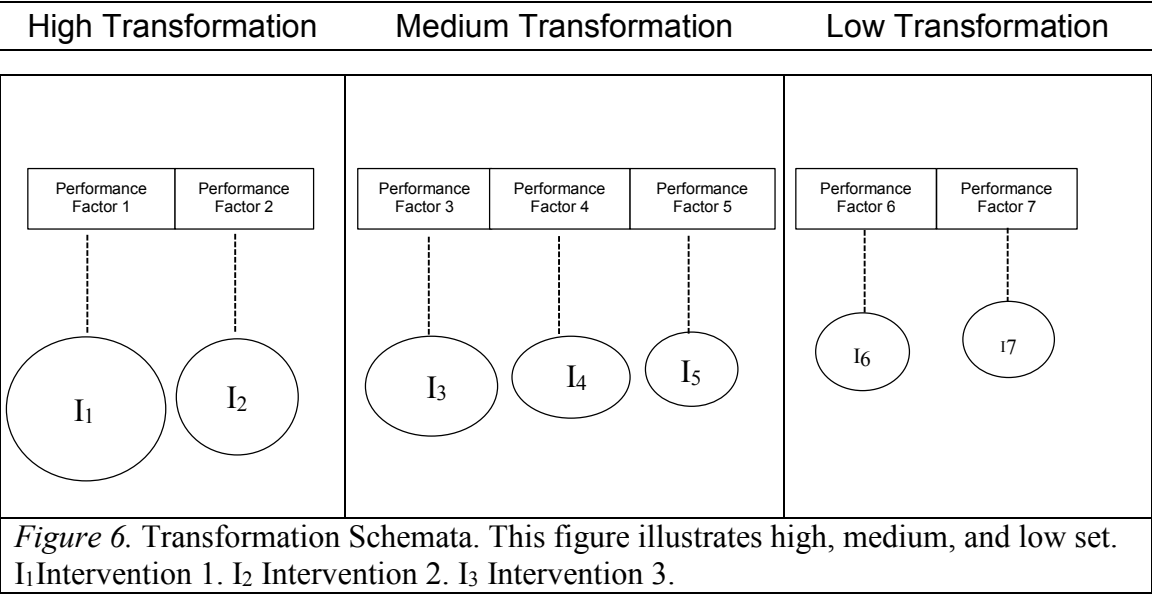 High Transformation Medium Transformation Low Transformation
Performance Factor 1
Performance Factor 2
Performance Factor 3
Performance Factor 4
Performance Factor 5
Performance Factor 6
Performance Factor 7
I1
I2
I3
I4
I5
I6
I7
Figure 6. Transformation Schemata. This figure illustrates high, medium, and low set.
I1Intervention 1. I2 Intervention 2. I3 Intervention 3.